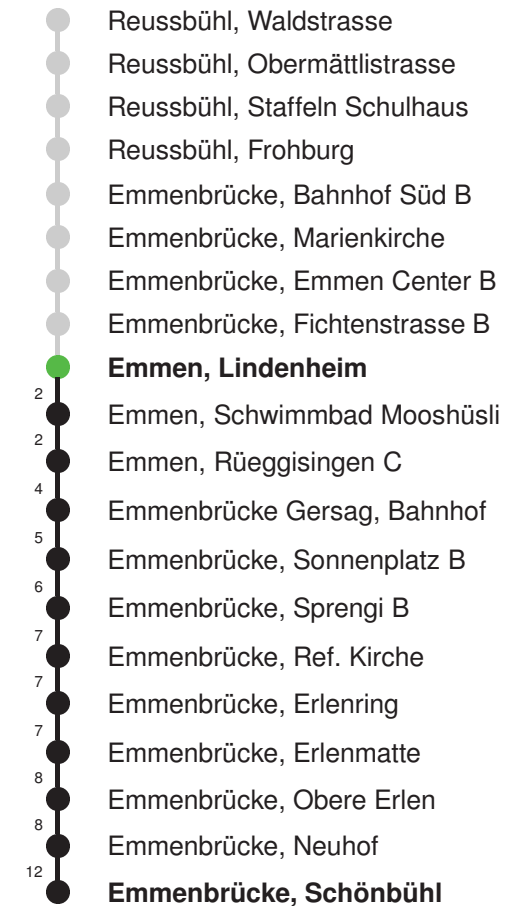 Reussbühl, Waldstrasse
Reussbühl, Obermättlistrasse
Reussbühl, Staffeln Schulhaus
Reussbühl, Frohburg
Emmenbrücke, Bahnhof Süd B
Emmenbrücke, Marienkirche
Emmenbrücke, Emmen Center B
Emmenbrücke, Fichtenstrasse B
Emmen, Lindenheim
2 Emmen, Schwimmbad Mooshüsli
2 Emmen, Rüeggisingen C
4 Emmenbrücke Gersag, Bahnhof
5 Emmenbrücke, Sonnenplatz B
6 Emmenbrücke, Sprengi B
7 Emmenbrücke, Ref. Kirche
7 Emmenbrücke, Erlenring
7 Emmenbrücke, Erlenmatte
8 Emmenbrücke, Obere Erlen
8 Emmenbrücke, Neuhof
12 Emmenbrücke, Schönbühl